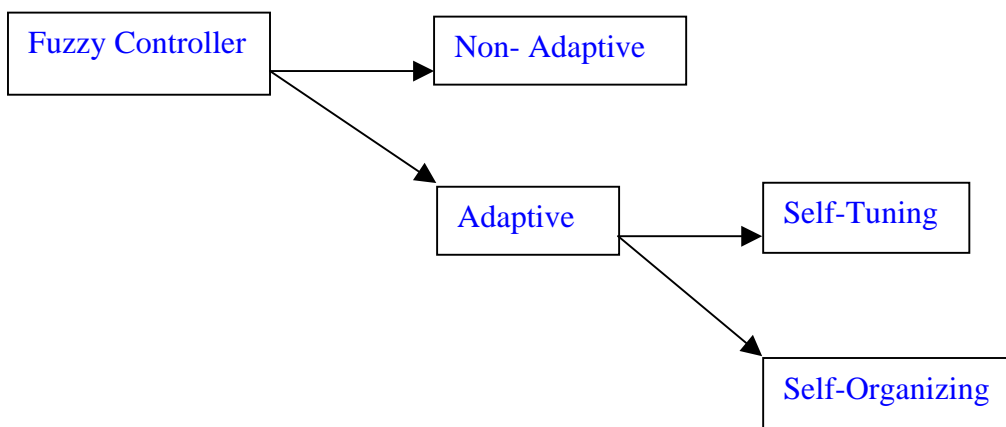 Fuzzy Controller
Non- Adaptive
Adaptive
Self-Tuning
Self-Organizing